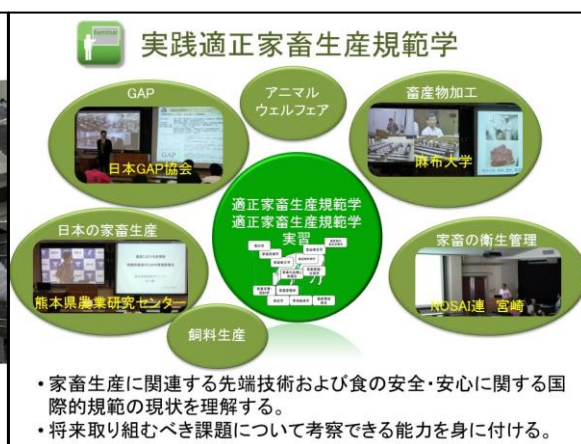 Seminar
実践適正家畜生産規範学
GAP
アニマル
ウェルフェア
畜産物加工
GAP
日本GAP協会
麻布大学
適正家畜生産規範学
適正家畜生産規範学
実習
日本の家畜生産
家畜の衛生管理
熊本県農業研究センター
NOSAI連 宮崎
飼料生産
・家畜生産に関連する先端技術および食の安全・安心に関する国
際的規範の現状を理解する。
・将来取り組むべき課題について考察できる能力を身に付ける。